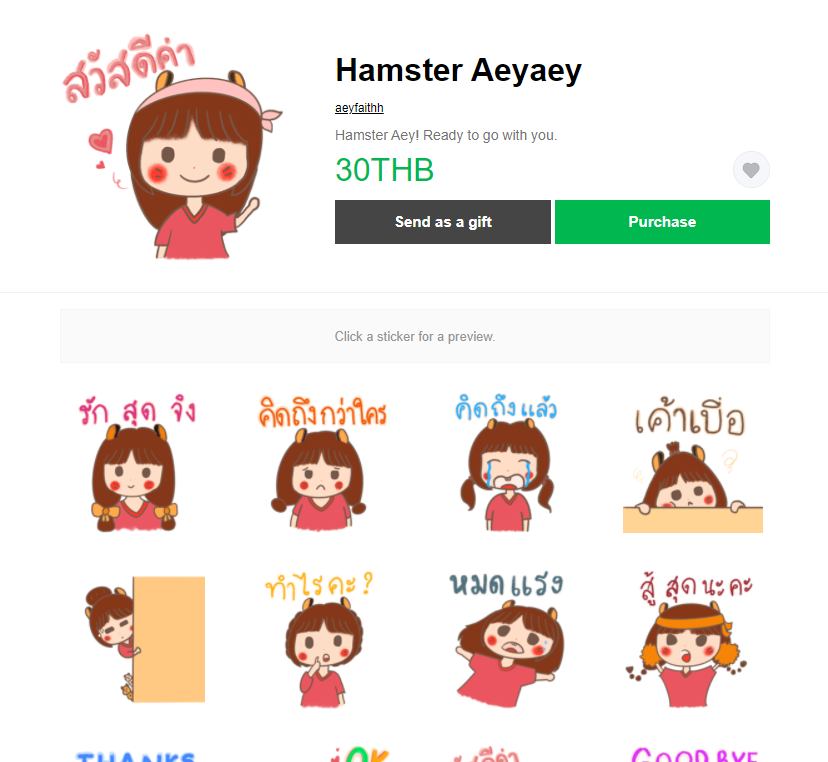 สวัสดีค่า
Hamster Aeyaey
aeyfaithh
Hamster Aey! Ready to go with you.
30THB
Send as a gift
Purchase
Click a sticker for a preview.
รัก สุด จัง
คิดถึงกว่าใคร
คิดถึงแล้ว
เค้าเบื่อ
ทำไรคะ?
หมดแรง
สู้ สุดนะคะ
THANKS
OK
GOODBYE